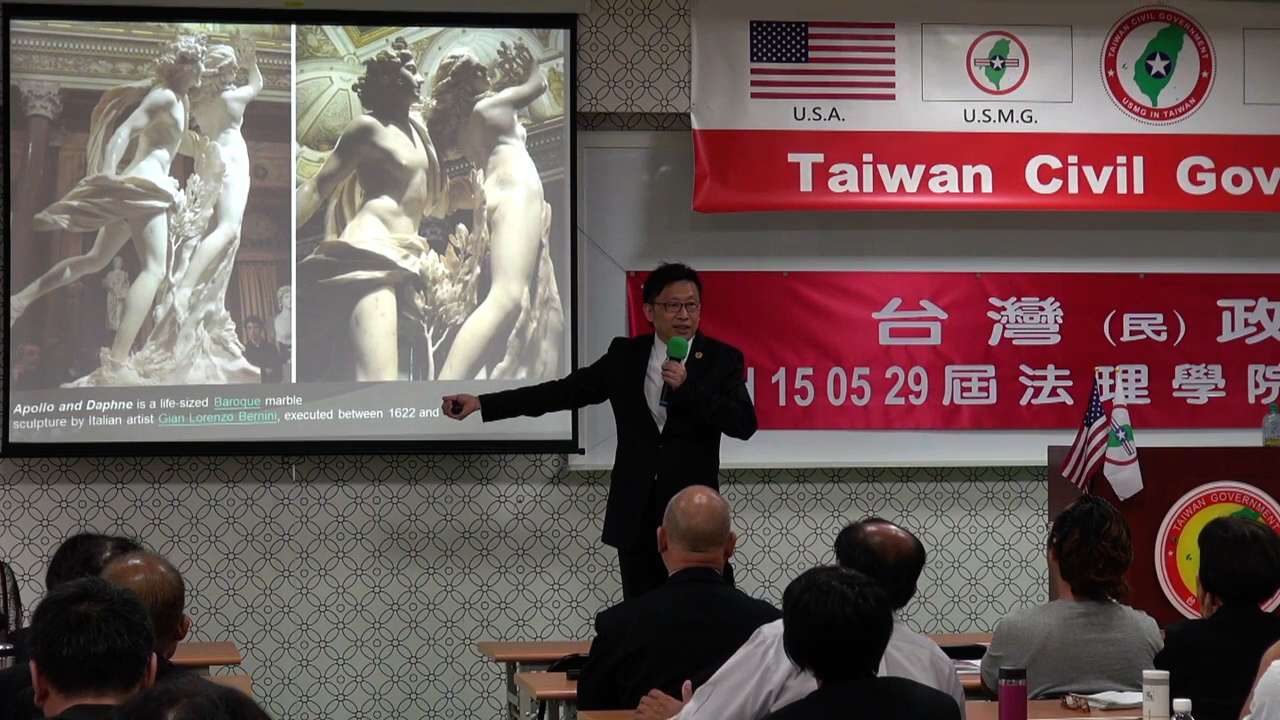 Apollo and Daphne is a life-sized Baroque marble
sculpture by Italian artist Gian Lorenzo Bernini, executed between 1622 and
U.S.A.
U.S.M.G.
TAIWAN CIVIL GOVERNMENT
USMG IN TAIWAN
Taiwan Civil Gov
台灣(民)政
15 05 29 屆法理學院
TAIWAN GOVERNMENT